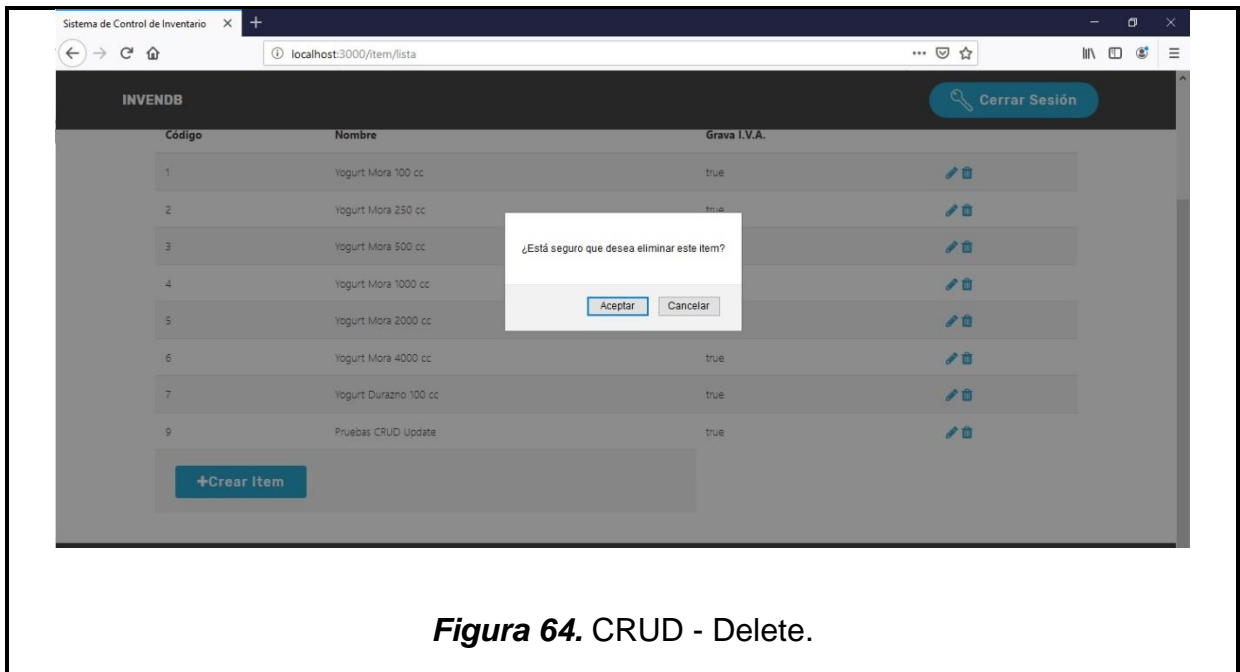 Sistema de Control de Inventario
localhost:3000/item/lista
INVENDB
Cerrar Sesión
Código Nombre Grava I.V.A.
1 Yogurt Mora 100 cc true
2 Yogurt Mora 250 cc true
3 Yogurt Mora 500 cc
4 Yogurt Mora 1000 cc
5 Yogurt Mora 2000 cc
6 Yogurt Mora 4000 cc true
7 Yogurt Durazno 100 cc true
9 Pruebas CRUD Update true
¿Está seguro que desea eliminar este item?
Aceptar Cancelar
+Crear Item
Figura 64. CRUD - Delete.